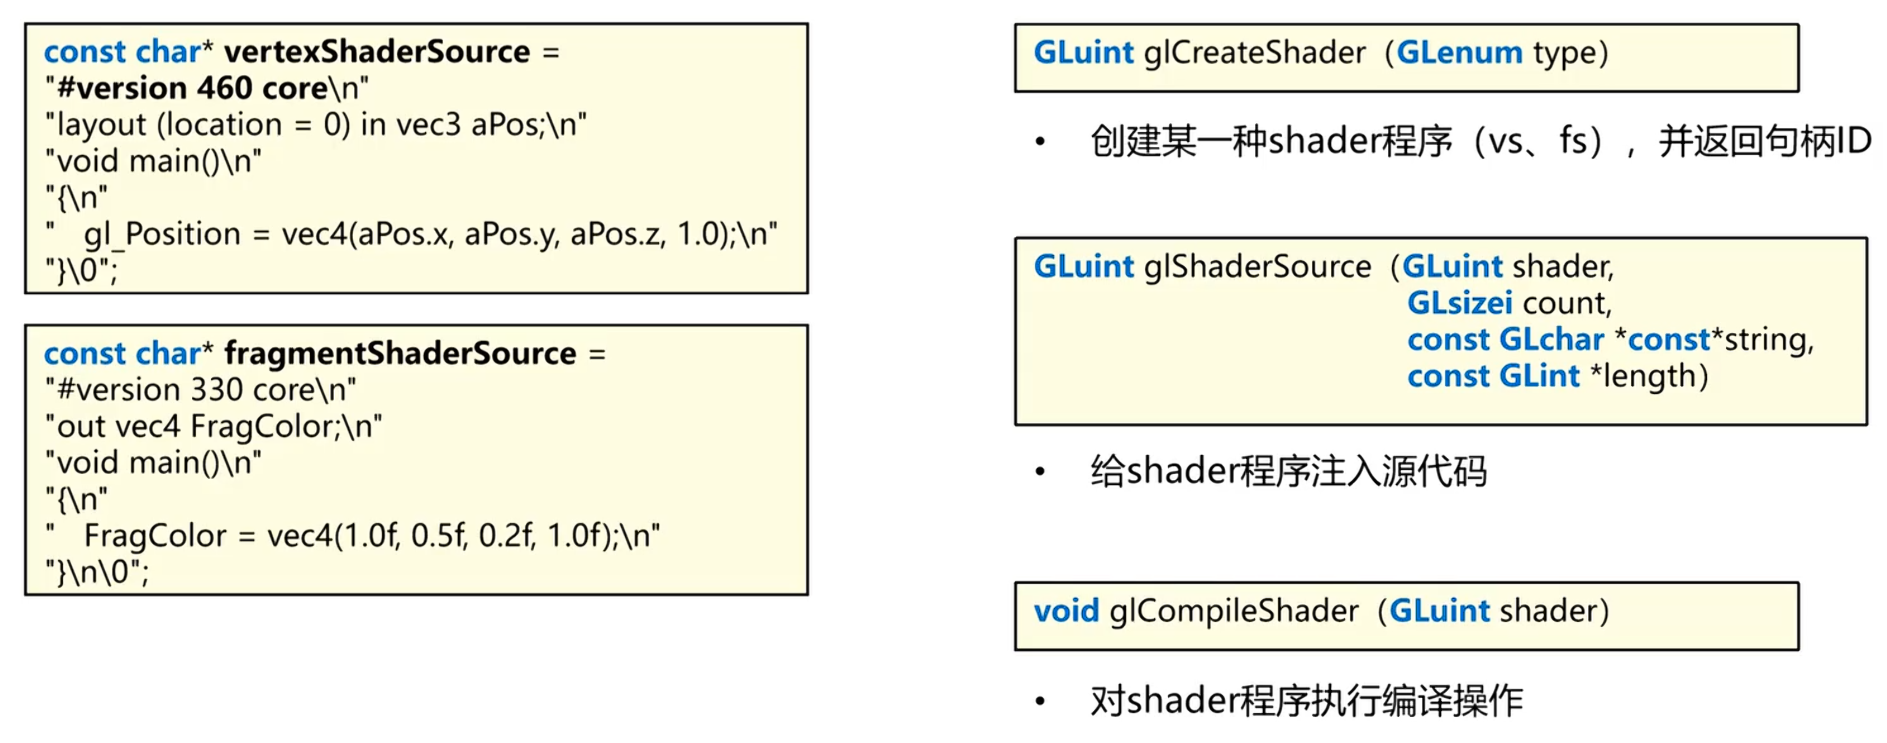 const char* vertexShaderSource =
"#version 460 core\n"
"layout (location = 0) in vec3 aPos;\n"
"void main()\n"
"{\n"
"   gl_Position = vec4(aPos.x, aPos.y, aPos.z, 1.0);\n"
"}\0";
const char* fragmentShaderSource =
"#version 330 core\n"
"out vec4 FragColor;\n"
"void main()\n"
"{\n"
"   FragColor = vec4(1.0f, 0.5f, 0.2f, 1.0f);\n"
"}\n\0";
GLuint glCreateShader（GLenum type）
• 创建某一种shader程序（vs、fs），并返回句柄ID
GLuint glShaderSource（GLuint shader,
GLsizei count,
const GLchar *const*string,
const GLint *length）
• 给shader程序注入源代码
void glCompileShader（GLuint shader）
• 对shader程序执行编译操作